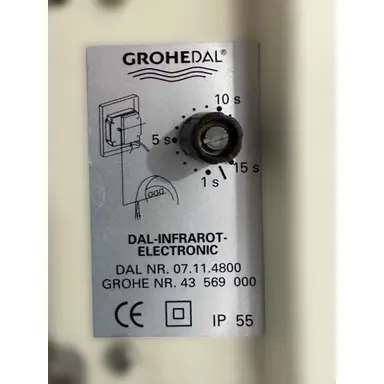 GROHEDAL®
10 s
5 s
15 s
1 s
DAL-INFRAROT-
ELECTRONIC
DAL NR. 07.11.4800
GROHE NR. 43 569 000
CE IP 55